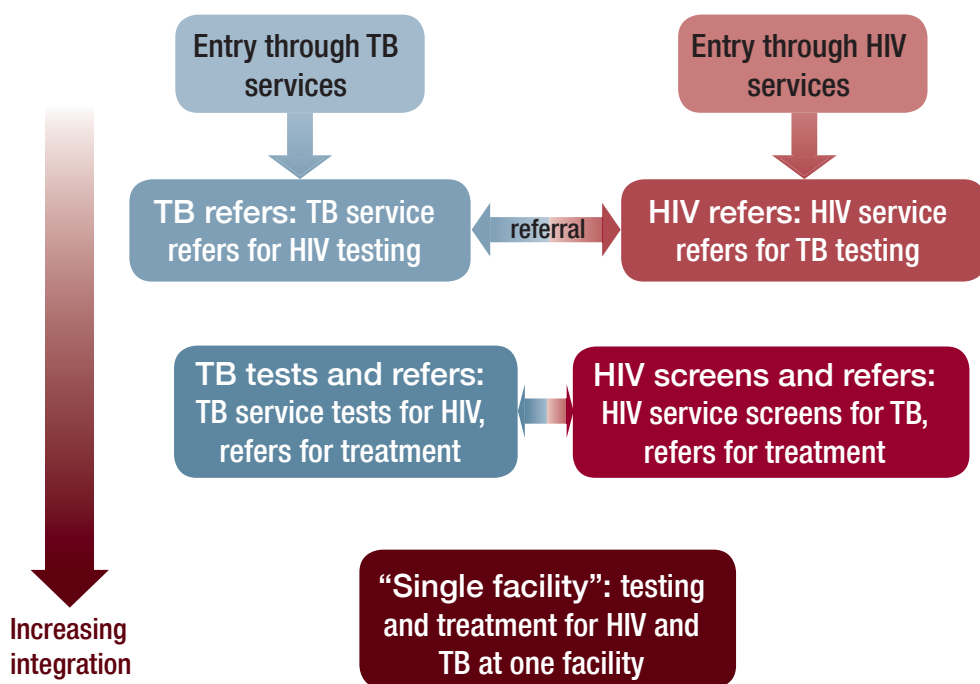 Entry through TB
services
Entry through HIV
services
TB refers: TB service
refers for HIV testing
referral
HIV refers: HIV service
refers for TB testing
TB tests and refers:
TB service tests for HIV,
refers for treatment
HIV screens and refers:
HIV service screens for TB,
refers for treatment
“Single facility”: testing
and treatment for HIV and
TB at one facility
Increasing
integration